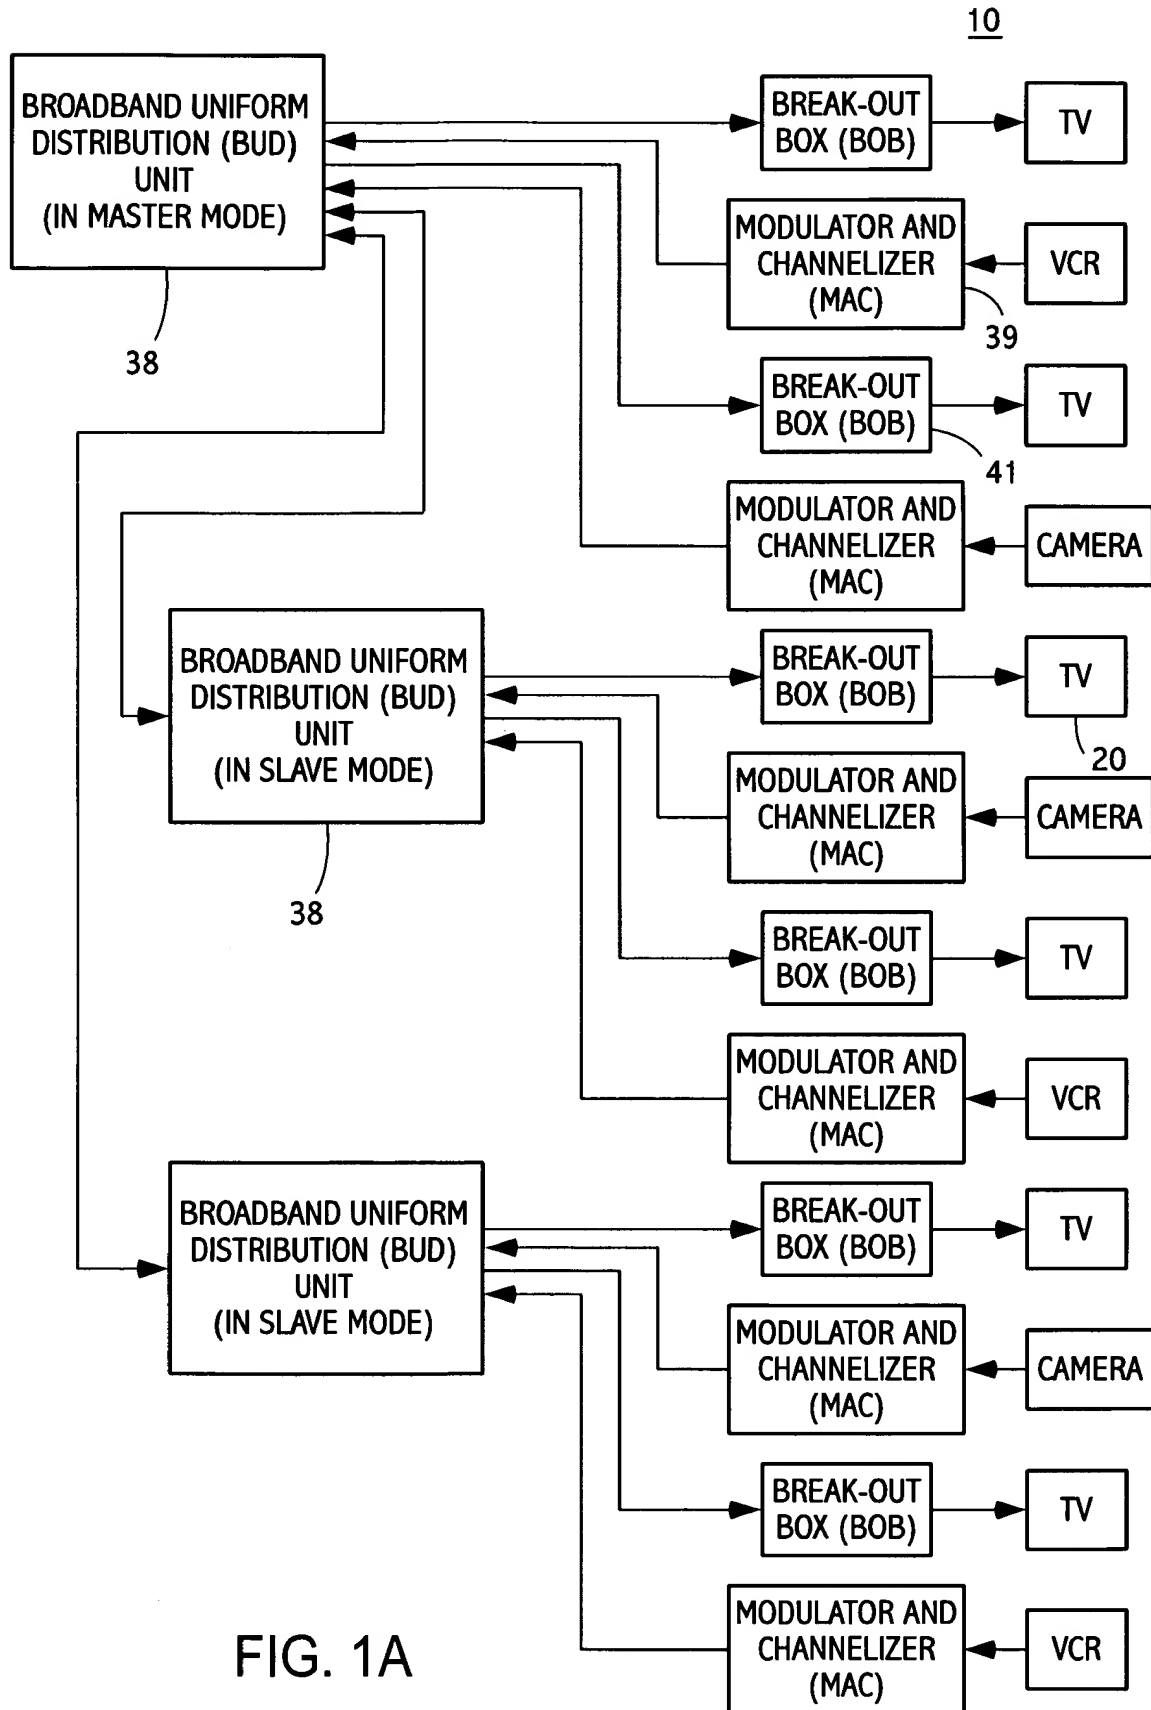 10
BROADBAND UNIFORM
DISTRIBUTION (BUD)
UNIT
(IN MASTER MODE)
38
BREAK-OUT
BOX (BOB)
TV
MODULATOR AND
CHANNELIZER
(MAC)
39
VCR
BREAK-OUT
BOX (BOB)
41
TV
MODULATOR AND
CHANNELIZER
(MAC)
CAMERA
BROADBAND UNIFORM
DISTRIBUTION (BUD)
UNIT
(IN SLAVE MODE)
38
BREAK-OUT
BOX (BOB)
TV
20
MODULATOR AND
CHANNELIZER
(MAC)
CAMERA
BREAK-OUT
BOX (BOB)
TV
MODULATOR AND
CHANNELIZER
(MAC)
VCR
BROADBAND UNIFORM
DISTRIBUTION (BUD)
UNIT
(IN SLAVE MODE)
BREAK-OUT
BOX (BOB)
TV
MODULATOR AND
CHANNELIZER
(MAC)
CAMERA
BREAK-OUT
BOX (BOB)
TV
MODULATOR AND
CHANNELIZER
(MAC)
VCR
FIG. 1A